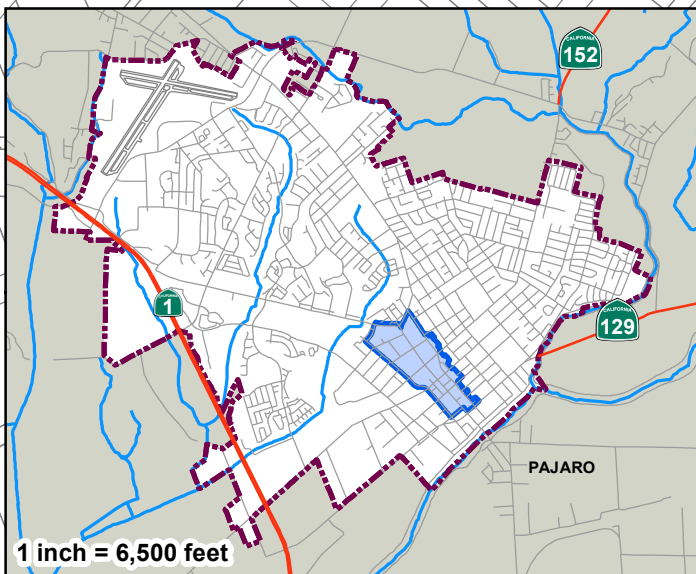 CALIFORNIA
152
CALIFORNIA
1
CALIFORNIA
129
PAJARO
1 inch = 6,500 feet